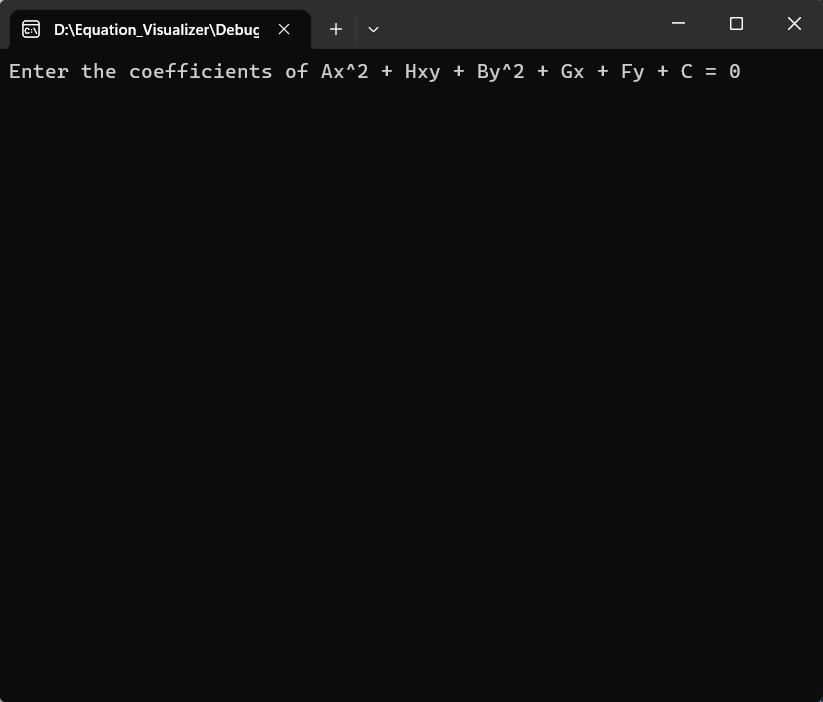 D:\Equation_Visualizer\Debug
Enter the coefficients of Ax^2 + Hxy + By^2 + Gx + Fy + C = 0